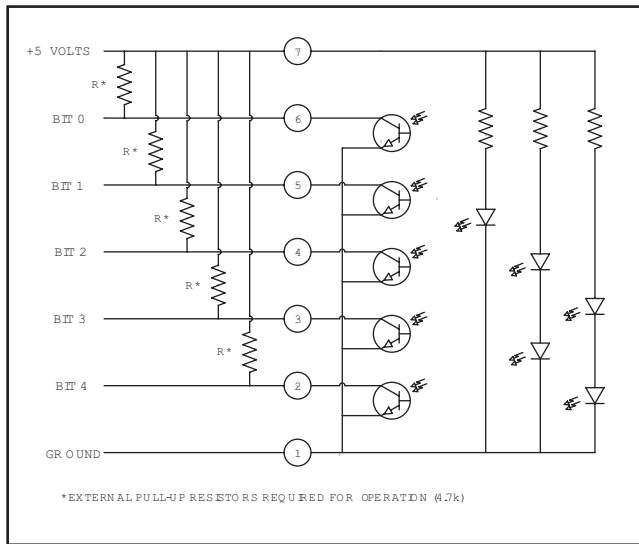 +5 VOLTS 7
R*
BIT 0 6
R*
BIT 1 5
R*
BIT 2 4
R*
BIT 3 3
R*
BIT 4 2
GROUND 1
*EXTERNAL PULL-UP RESISTORS REQUIRED FOR OPERATION (4.7k)